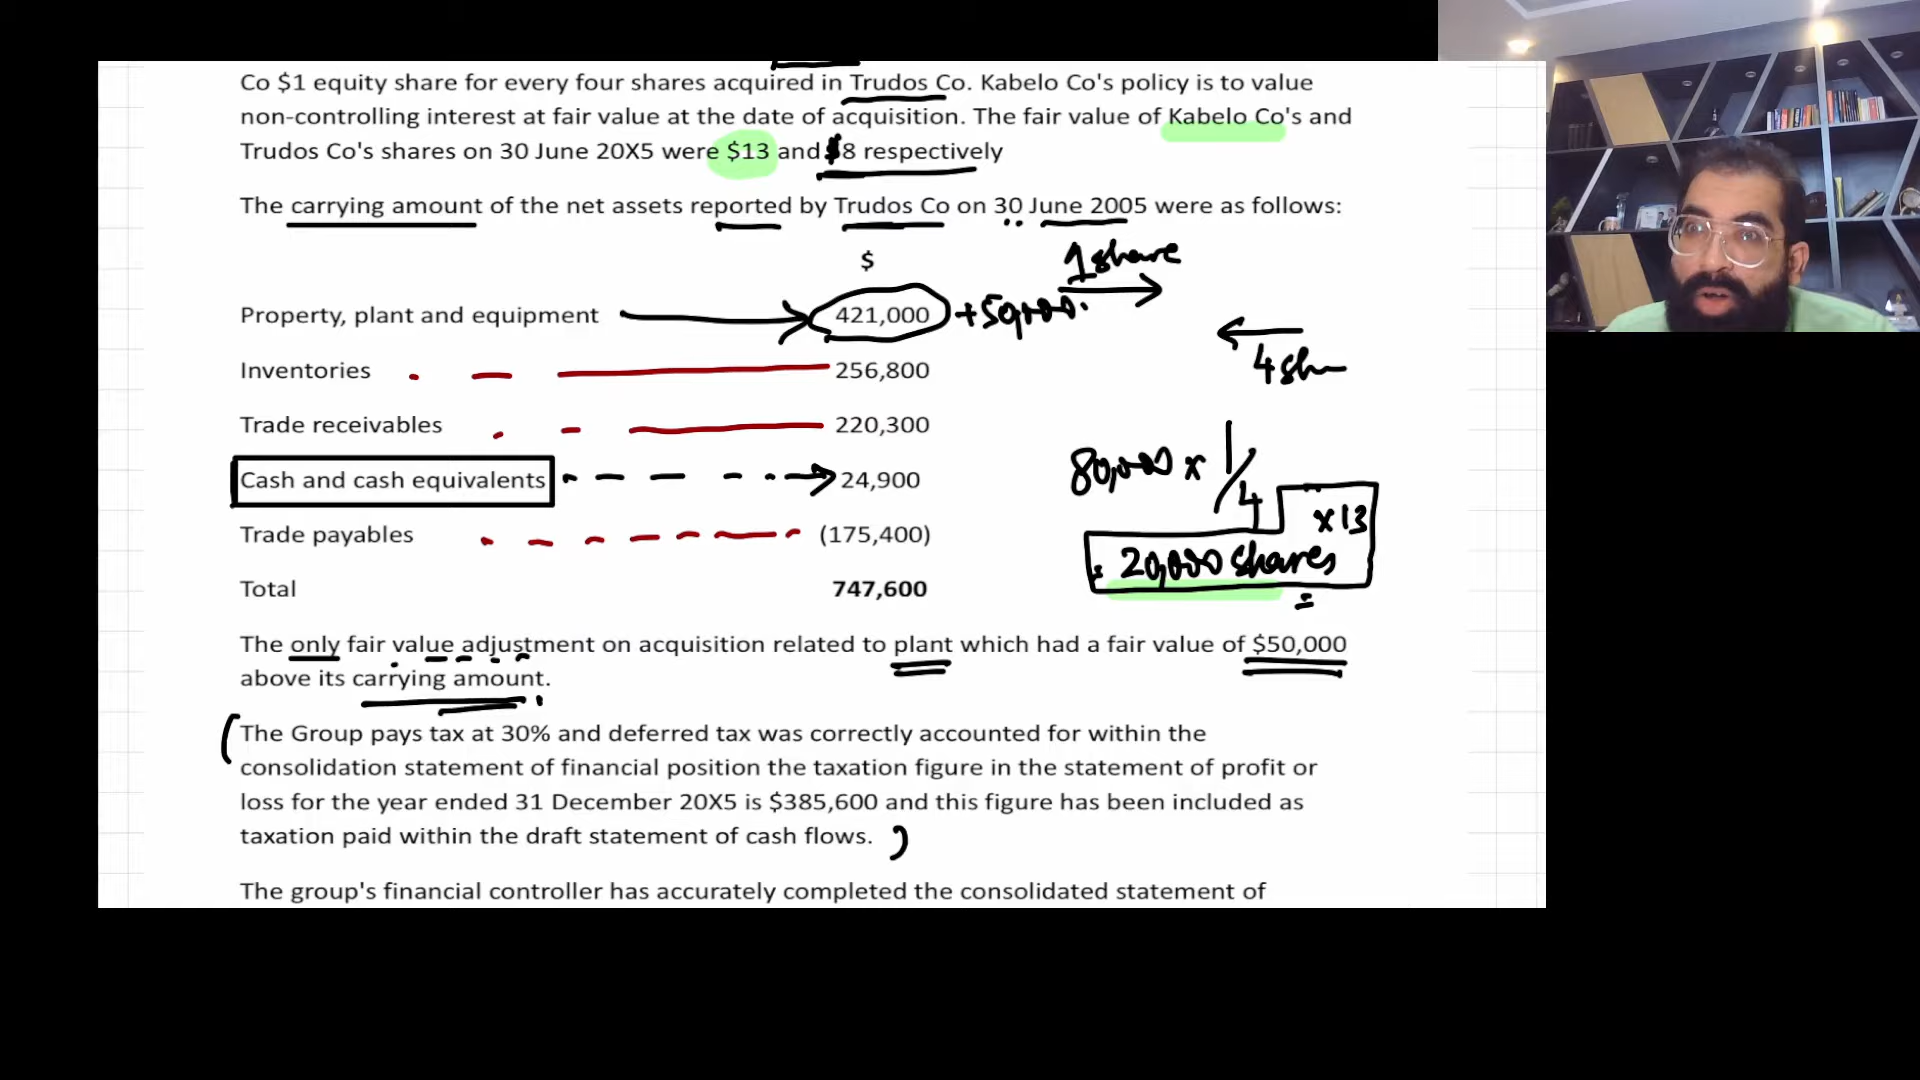 Co $1 equity share for every four shares acquired in Trudos Co. Kabelo Co's policy is to value
non-controlling interest at fair value at the date of acquisition. The fair value of Kabelo Co's and
Trudos Co's shares on 30 June 20X5 were $13 and $8 respectively
The carrying amount of the net assets reported by Trudos Co on 30 June 2005 were as follows:
$
1 share
Property, plant and equipment 421,000 +50,000.
4 sh
Inventories 256,800
Trade receivables 220,300
80,000 x 1/4
Cash and cash equivalents 24,900
x 13
Trade payables (175,400)
= 20,000 shares
Total 747,600
=
The only fair value adjustment on acquisition related to plant which had a fair value of $50,000
above its carrying amount.
(The Group pays tax at 30% and deferred tax was correctly accounted for within the
consolidation statement of financial position the taxation figure in the statement of profit or
loss for the year ended 31 December 20X5 is $385,600 and this figure has been included as
taxation paid within the draft statement of cash flows. )
The group's financial controller has accurately completed the consolidated statement of